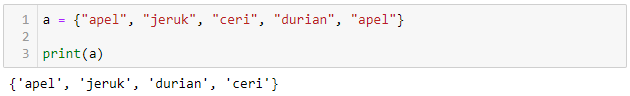 1 a = {"apel", "jeruk", "ceri", "durian", "apel"}
2
3 print(a)
{'apel', 'jeruk', 'durian', 'ceri'}